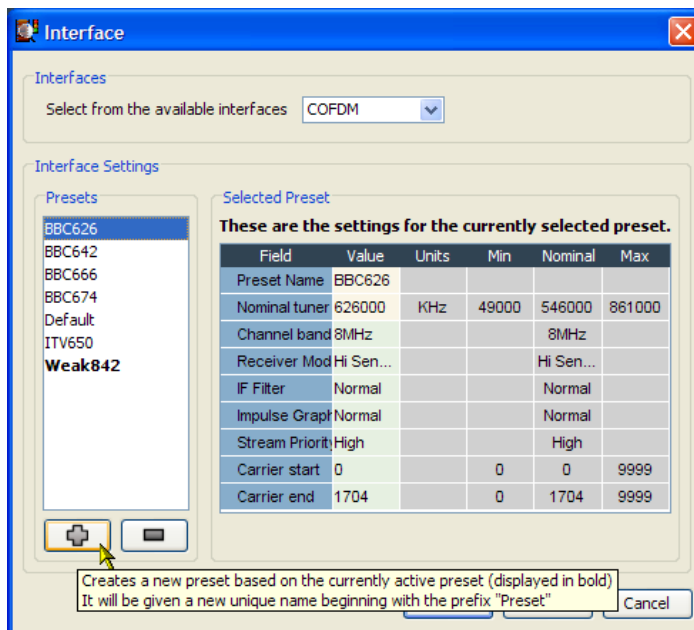 Interface
Interfaces
Select from the available interfaces COFDM
Interface Settings
Presets
BBC626
BBC642
BBC666
BBC674
Default
ITV650
Weak842
Selected Preset
These are the settings for the currently selected preset.
Field Value Units Min Nominal Max
Preset Name BBC626
Nominal tuner 626000 KHz 49000 546000 861000
Channel band 8MHz 8MHz
Receiver Mod Hi Sen... Hi Sen...
IF Filter Normal Normal
Impulse Graph Normal Normal
Stream Priority High High
Carrier start 0 0 0 9999
Carrier end 1704 0 1704 9999
Creates a new preset based on the currently active preset (displayed in bold)
It will be given a new unique name beginning with the prefix "Preset"
Cancel